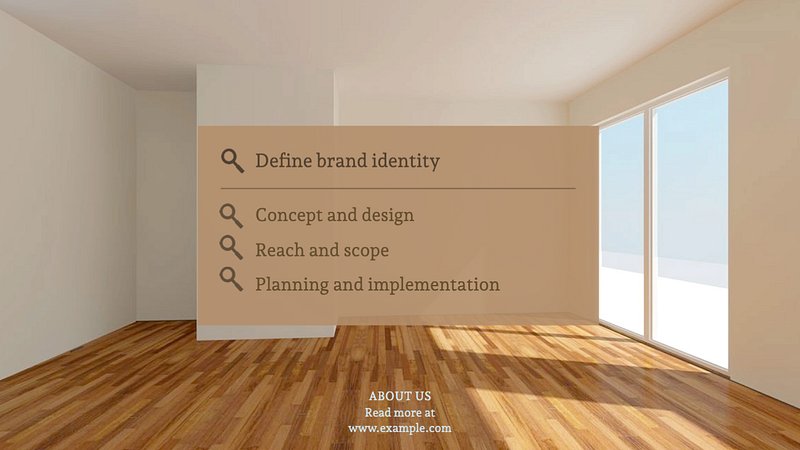 Define brand identity
Concept and design
Reach and scope
Planning and implementation
ABOUT US
Read more at
www.example.com